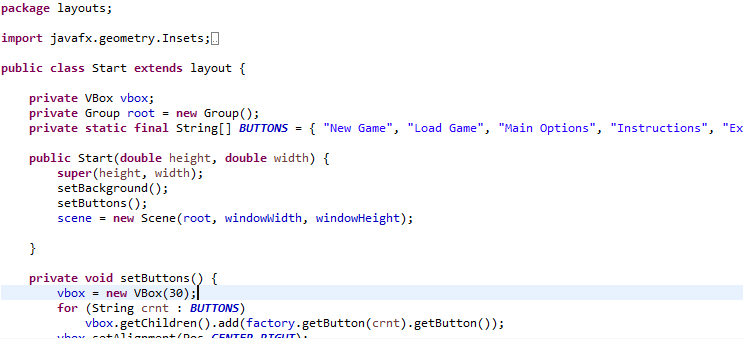 package layouts;
import javafx.geometry.Insets;
public class Start extends layout {
private VBox vbox;
private Group root = new Group();
private static final String[] BUTTONS = { "New Game", "Load Game", "Main Options", "Instructions", "Ex
public Start(double height, double width) {
super(height, width);
setBackground();
setButtons();
scene = new Scene(root, windowWidth, windowHeight);
}
private void setButtons() {
vbox = new VBox(30);
for (String crnt : BUTTONS)
vbox.getChildren().add(factory.getButton(crnt).getButton());
vbox.setAlignment(Pos.CENTER_RIGHT);